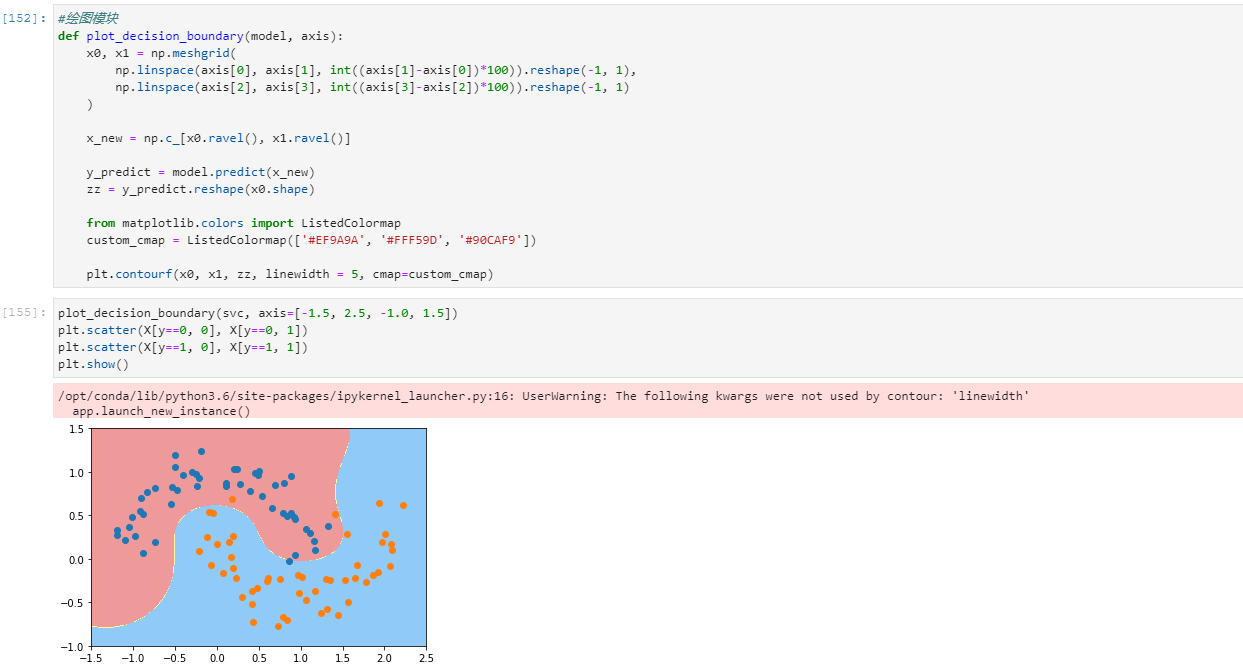 [152]: #绘图模块
def plot_decision_boundary(model, axis):
    x0, x1 = np.meshgrid(
        np.linspace(axis[0], axis[1], int((axis[1]-axis[0])*100)).reshape(-1, 1),
        np.linspace(axis[2], axis[3], int((axis[3]-axis[2])*100)).reshape(-1, 1)
    )
    x_new = np.c_[x0.ravel(), x1.ravel()]
    y_predict = model.predict(x_new)
    zz = y_predict.reshape(x0.shape)
    from matplotlib.colors import ListedColormap
    custom_cmap = ListedColormap(['#EF9A9A', '#FFF59D', '#90CAF9'])
    plt.contourf(x0, x1, zz, linewidth = 5, cmap=custom_cmap)
[155]: plot_decision_boundary(svc, axis=[-1.5, 2.5, -1.0, 1.5])
plt.scatter(X[y==0, 0], X[y==0, 1])
plt.scatter(X[y==1, 0], X[y==1, 1])
plt.show()
/opt/conda/lib/python3.6/site-packages/ipykernel_launcher.py:16: UserWarning: The following kwargs were not used by contour: 'linewidth'
  app.launch_new_instance()
1.5
1.0
0.5
0.0
−0.5
−1.0
−1.5 −1.0 −0.5 0.0 0.5 1.0 1.5 2.0 2.5